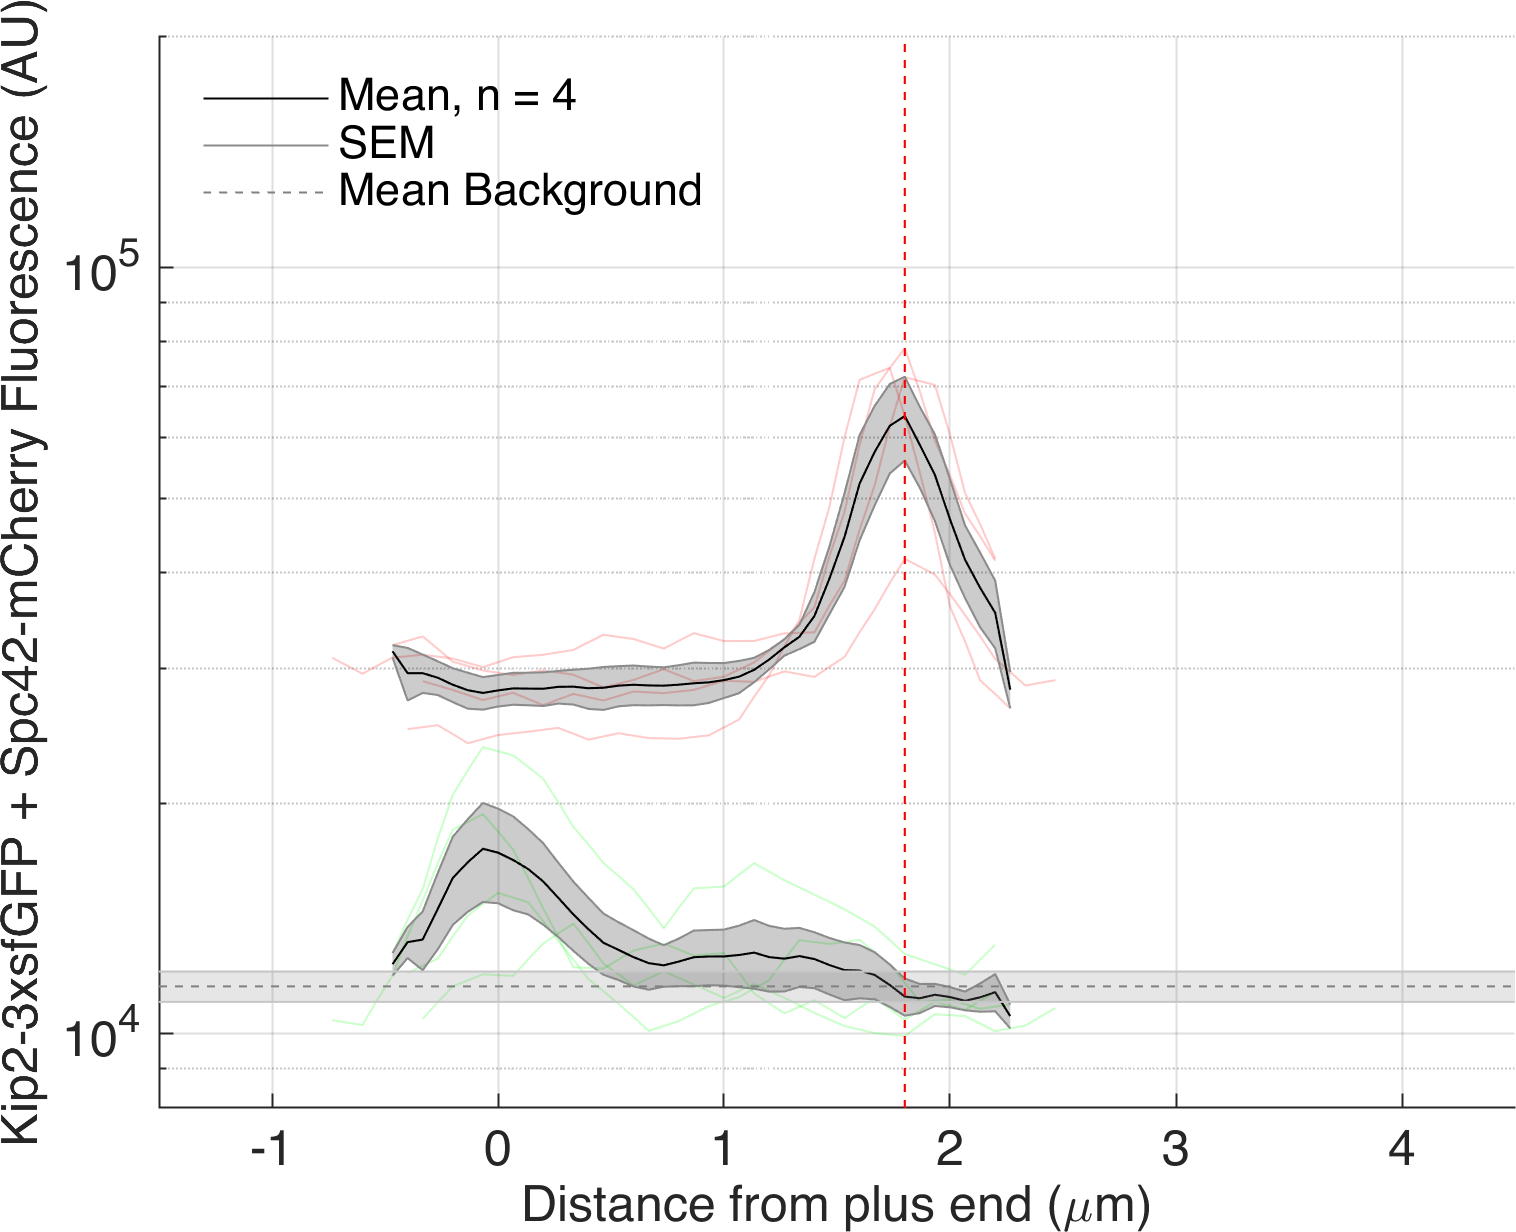 Kip2-3xsfGFP + Spc42-mCherry Fluorescence (AU)
Mean, n = 4
SEM
Mean Background
10^5
10^4
-1 0 1 2 3 4
Distance from plus end (μm)